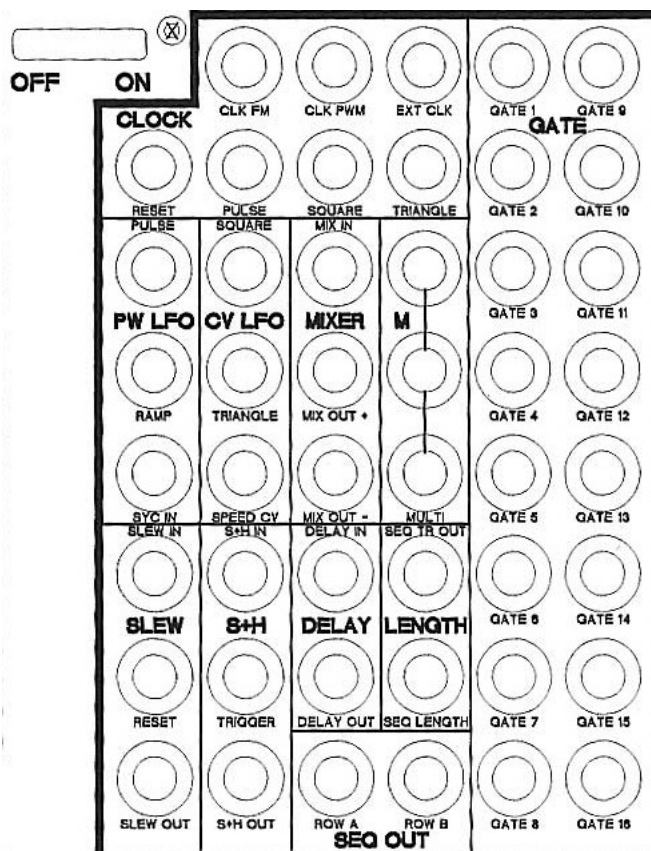 OFF ON
CLK FM CLK PWM EXT CLK GATE 1 GATE 9
CLOCK GATE
RESET PULSE SQUARE TRIANGLE GATE 2 GATE 10
PULSE SQUARE MIX IN
PW LFO CV LFO MIXER M GATE 3 GATE 11
RAMP TRIANGLE MIX OUT + GATE 4 GATE 12
SYC IN SPEED CV MIX OUT - MULTI GATE 5 GATE 13
SLEW IN S+H IN DELAY IN SEQ TR OUT
SLEW S+H DELAY LENGTH GATE 6 GATE 14
RESET TRIGGER DELAY OUT SEQ LENGTH GATE 7 GATE 15
SLEW OUT S+H OUT ROW A ROW B GATE 8 GATE 16
SEQ OUT